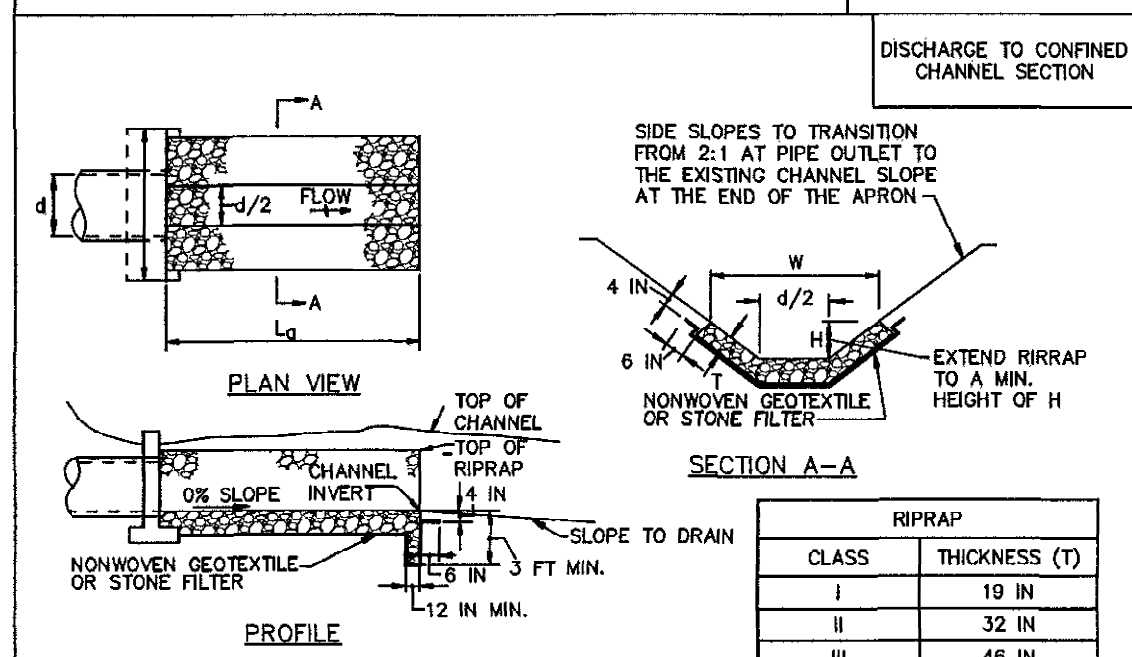 DISCHARGE TO CONFINED
CHANNEL SECTION
A
d
d/2
FLOW
A
La
PLAN VIEW
SIDE SLOPES TO TRANSITION
FROM 2:1 AT PIPE OUTLET TO
THE EXISTING CHANNEL SLOPE
AT THE END OF THE APRON
W
4 IN
d/2
H
6 IN
T
EXTEND RIRRAP
TO A MIN.
HEIGHT OF H
NONWOVEN GEOTEXTILE
OR STONE FILTER
SECTION A-A
TOP OF
CHANNEL
TOP OF
RIPRAP
CHANNEL
INVERT
4 IN
0% SLOPE
SLOPE TO DRAIN
NONWOVEN GEOTEXTILE
OR STONE FILTER
6 IN
3 FT MIN.
12 IN MIN.
PROFILE
RIPRAP
CLASS THICKNESS (T)
I 19 IN
II 32 IN
III 46 IN